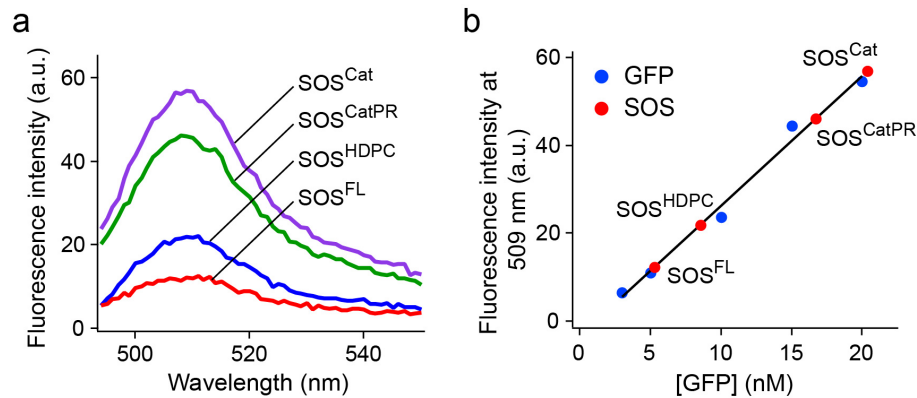 a
Fluorescence intensity (a.u.)
60
40
20
0
500
520
540
Wavelength (nm)
SOS^Cat
SOS^CatPR
SOS^HDPC
SOS^FL
b
Fluorescence intensity at
509 nm (a.u.)
60
40
20
0
0
5
10
15
20
[GFP] (nM)
GFP
SOS
SOS^Cat
SOS^CatPR
SOS^HDPC
SOS^FL